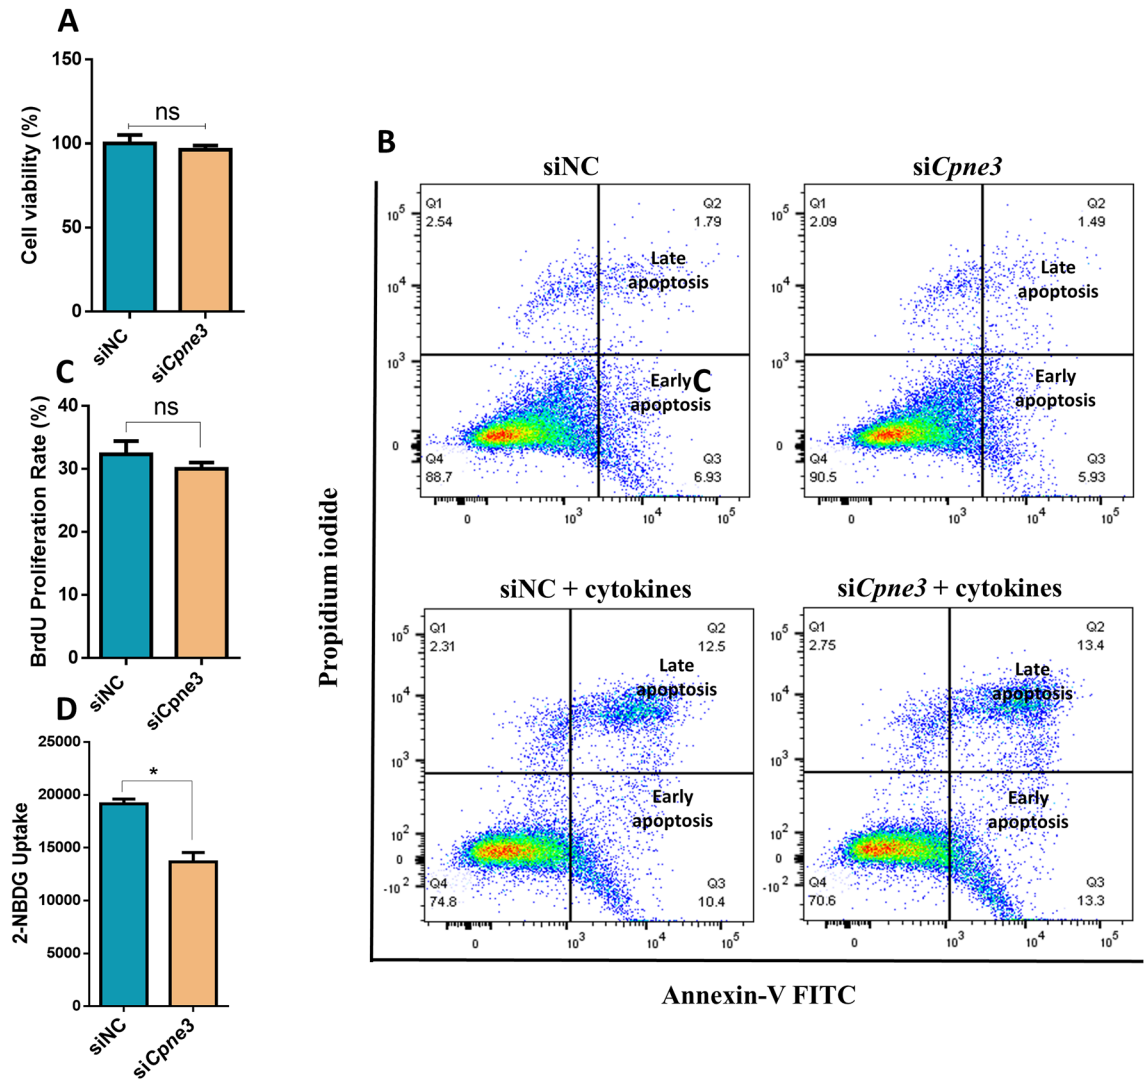 A
150
100
50
0
Cell viability (%)
ns
siNC
siCpne3
B
siNC
Q1
2.54
Q2
1.79
Late
apoptosis
Early
apoptosis
C
Q4
88.7
Q3
6.93
10^5
10^4
10^3
0
0
10^3
10^4
10^5
siCpne3
Q1
2.09
Q2
1.49
Late
apoptosis
Early
apoptosis
Q4
90.5
Q3
5.93
10^5
10^4
10^3
0
0
10^3
10^4
10^5
C
40
30
20
10
0
BrdU Proliferation Rate (%)
ns
siNC
siCpne3
siNC + cytokines
Q1
2.31
Q2
12.5
Late
apoptosis
Early
apoptosis
Q4
74.8
Q3
10.4
10^5
10^4
10^3
10^2
0
-10^2
0
10^3
10^4
10^5
siCpne3 + cytokines
Q1
2.75
Q2
13.4
Late
apoptosis
Early
apoptosis
Q4
70.6
Q3
13.3
10^5
10^4
10^3
10^2
0
-10^2
0
10^3
10^4
10^5
Propidium iodide
Annexin-V FITC
D
25000
20000
15000
10000
5000
0
2-NBDG Uptake
*
siNC
siCpne3